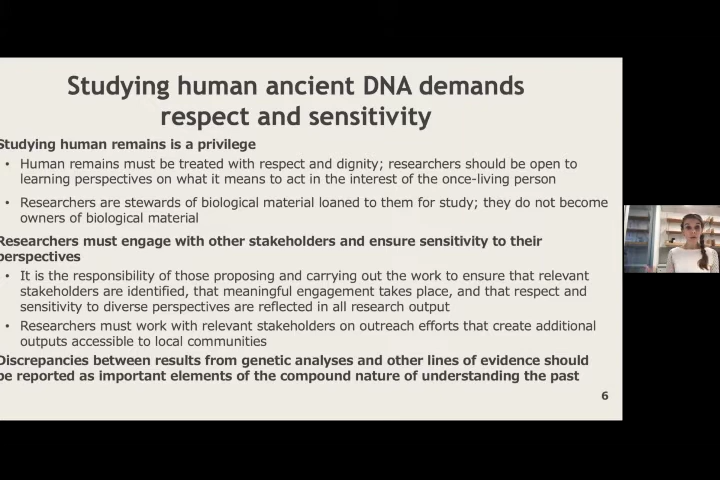 Studying human ancient DNA demands
respect and sensitivity
Studying human remains is a privilege
• Human remains must be treated with respect and dignity; researchers should be open to
learning perspectives on what it means to act in the interest of the once-living person
• Researchers are stewards of biological material loaned to them for study; they do not become
owners of biological material
Researchers must engage with other stakeholders and ensure sensitivity to their
perspectives
• It is the responsibility of those proposing and carrying out the work to ensure that relevant
stakeholders are identified, that meaningful engagement takes place, and that respect and
sensitivity to diverse perspectives are reflected in all research output
• Researchers must work with relevant stakeholders on outreach efforts that create additional
outputs accessible to local communities
Discrepancies between results from genetic analyses and other lines of evidence should
be reported as important elements of the compound nature of understanding the past
6